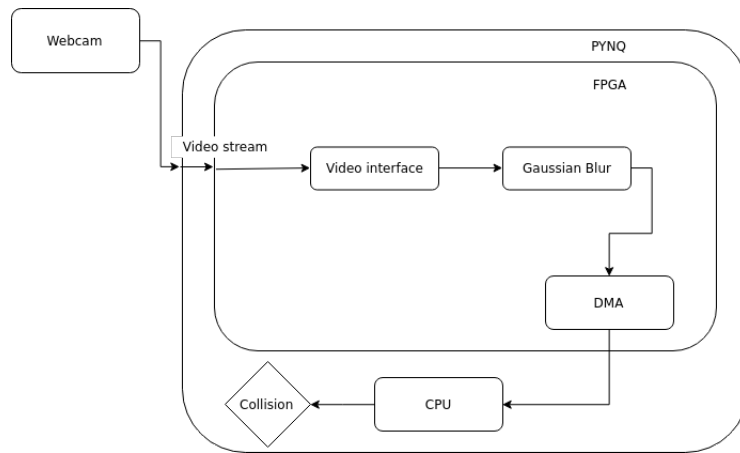 Webcam
PYNQ
FPGA
Video stream
Video interface
Gaussian Blur
DMA
Collision
CPU